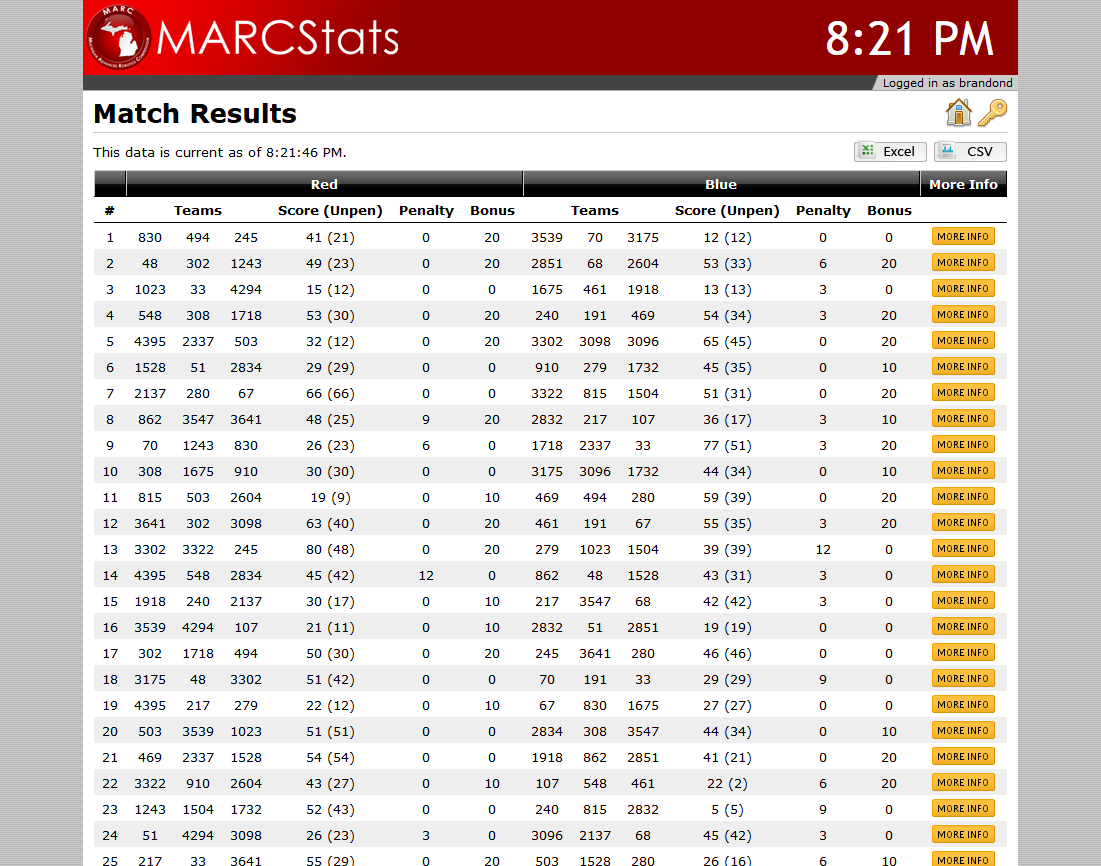 MARC
MARCStats
8:21 PM
Logged in as brandond
Match Results
This data is current as of 8:21:46 PM.
Excel CSV
Red Blue More Info
# Teams Score (Unpen) Penalty Bonus Teams Score (Unpen) Penalty Bonus
1 830 494 245 41 (21) 0 20 3539 70 3175 12 (12) 0 0 MORE INFO
2 48 302 1243 49 (23) 0 20 2851 68 2604 53 (33) 6 20 MORE INFO
3 1023 33 4294 15 (12) 0 0 1675 461 1918 13 (13) 3 0 MORE INFO
4 548 308 1718 53 (30) 0 20 240 191 469 54 (34) 3 20 MORE INFO
5 4395 2337 503 32 (12) 0 20 3302 3098 3096 65 (45) 0 20 MORE INFO
6 1528 51 2834 29 (29) 0 0 910 279 1732 45 (35) 0 10 MORE INFO
7 2137 280 67 66 (66) 0 0 3322 815 1504 51 (31) 0 20 MORE INFO
8 862 3547 3641 48 (25) 9 20 2832 217 107 36 (17) 3 10 MORE INFO
9 70 1243 830 26 (23) 6 0 1718 2337 33 77 (51) 3 20 MORE INFO
10 308 1675 910 30 (30) 0 0 3175 3096 1732 44 (34) 0 10 MORE INFO
11 815 503 2604 19 (9) 0 10 469 494 280 59 (39) 0 20 MORE INFO
12 3641 302 3098 63 (40) 0 20 461 191 67 55 (35) 3 20 MORE INFO
13 3302 3322 245 80 (48) 0 20 279 1023 1504 39 (39) 12 0 MORE INFO
14 4395 548 2834 45 (42) 12 0 862 48 1528 43 (31) 3 0 MORE INFO
15 1918 240 2137 30 (17) 0 10 217 3547 68 42 (42) 3 0 MORE INFO
16 3539 4294 107 21 (11) 0 10 2832 51 2851 19 (19) 0 0 MORE INFO
17 302 1718 494 50 (30) 0 20 245 3641 280 46 (46) 0 0 MORE INFO
18 3175 48 3302 51 (42) 0 0 70 191 33 29 (29) 9 0 MORE INFO
19 4395 217 279 22 (12) 0 10 67 830 1675 27 (27) 0 0 MORE INFO
20 503 3539 1023 51 (51) 0 0 2834 308 3547 44 (34) 0 10 MORE INFO
21 469 2337 1528 54 (54) 0 0 1918 862 2851 41 (21) 0 20 MORE INFO
22 3322 910 2604 43 (27) 0 10 107 548 461 22 (2) 6 20 MORE INFO
23 1243 1504 1732 52 (43) 0 0 240 815 2832 5 (5) 9 0 MORE INFO
24 51 4294 3098 26 (23) 3 0 3096 2137 68 45 (42) 3 0 MORE INFO
25 217 33 3641 55 (29) 0 20 503 1528 280 26 (16) 6 10 MORE INFO